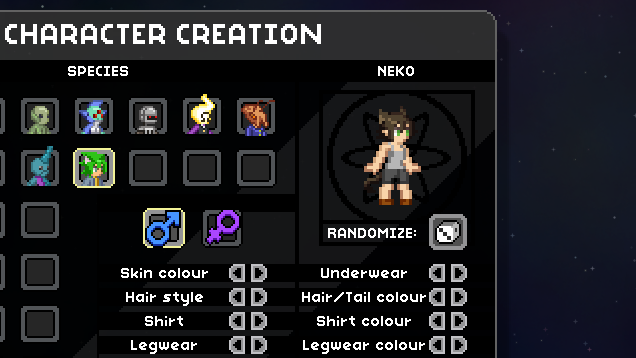 CHARACTER CREATION
SPECIES
NEKO
RANDOMIZE:
Skin colour
Underwear
Hair style
Hair/Tail colour
Shirt
Shirt colour
Legwear
Legwear colour